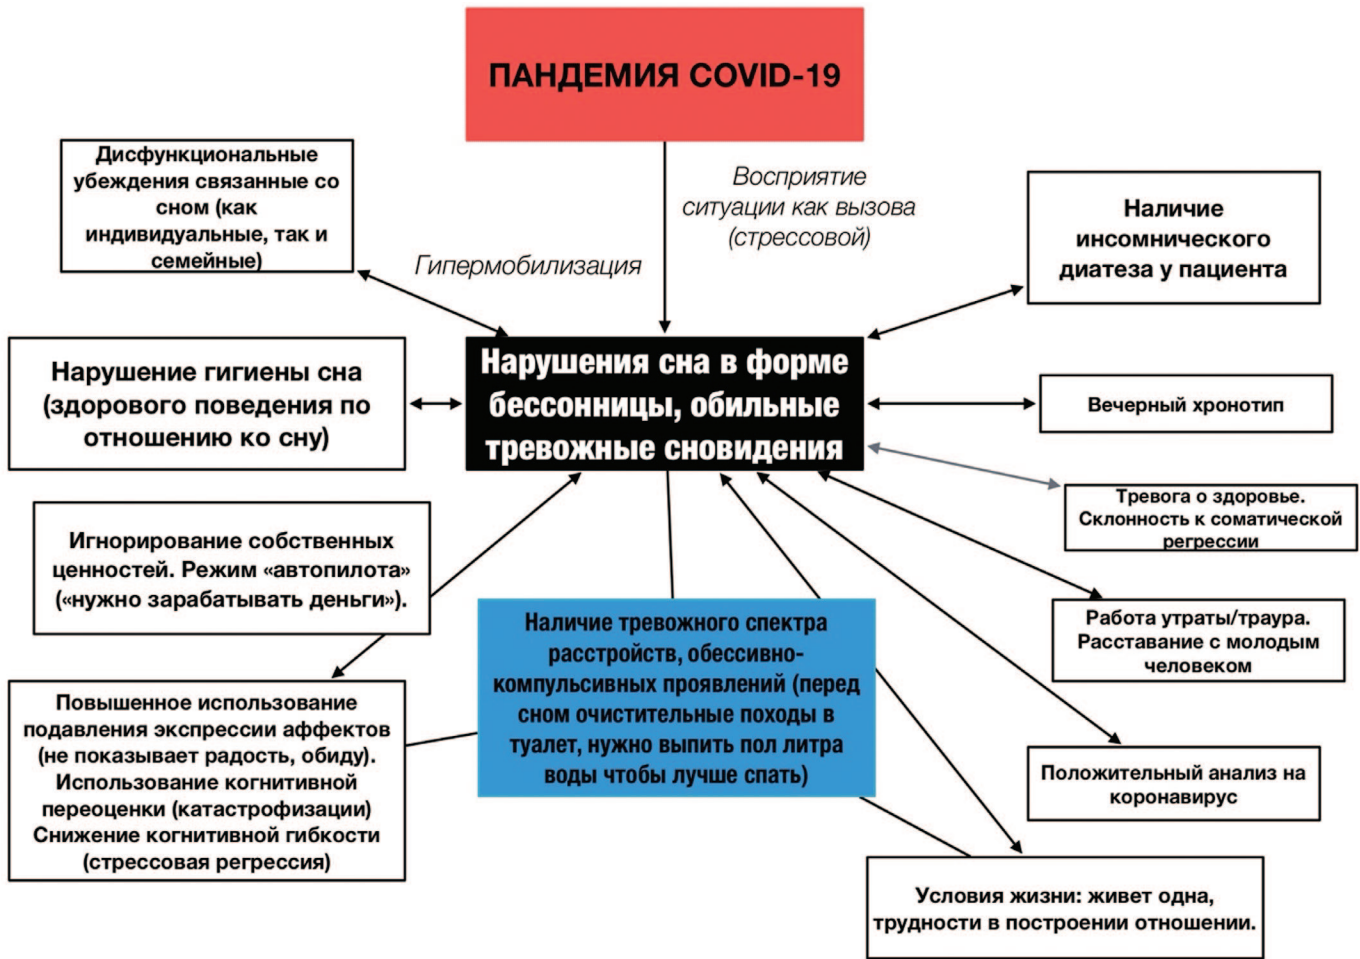 ПАНДЕМИЯ COVID-19
Дисфункциональные
убеждения связанные со
сном (как
индивидуальные, так и
семейные)
Гипермобилизация
Восприятие
ситуации как вызова
(стрессовой)
Наличие
инсомнического
диатеза у пациента
Нарушение гигиены сна
(здорового поведения по
отношению ко сну)
Нарушения сна в форме
бессонницы, обильные
тревожные сновидения
Вечерный хронотип
Тревога о здоровье.
Склонность к соматической
регрессии
Игнорирование собственных
ценностей. Режим «автопилота»
(«нужно зарабатывать деньги»).
Наличие тревожного спектра
расстройств, обессивно-
компульсивных проявлений (перед
сном очистительные походы в
туалет, нужно выпить пол литра
воды чтобы лучше спать)
Работа утраты/траура.
Расставание с молодым
человеком
Повышенное использование
подавления экспрессии аффектов
(не показывает радость, обиду).
Использование когнитивной
переоценки (катастрофизации)
Снижение когнитивной гибкости
(стрессовая регрессия)
Положительный анализ на
коронавирус
Условия жизни: живет одна,
трудности в построении отношении.